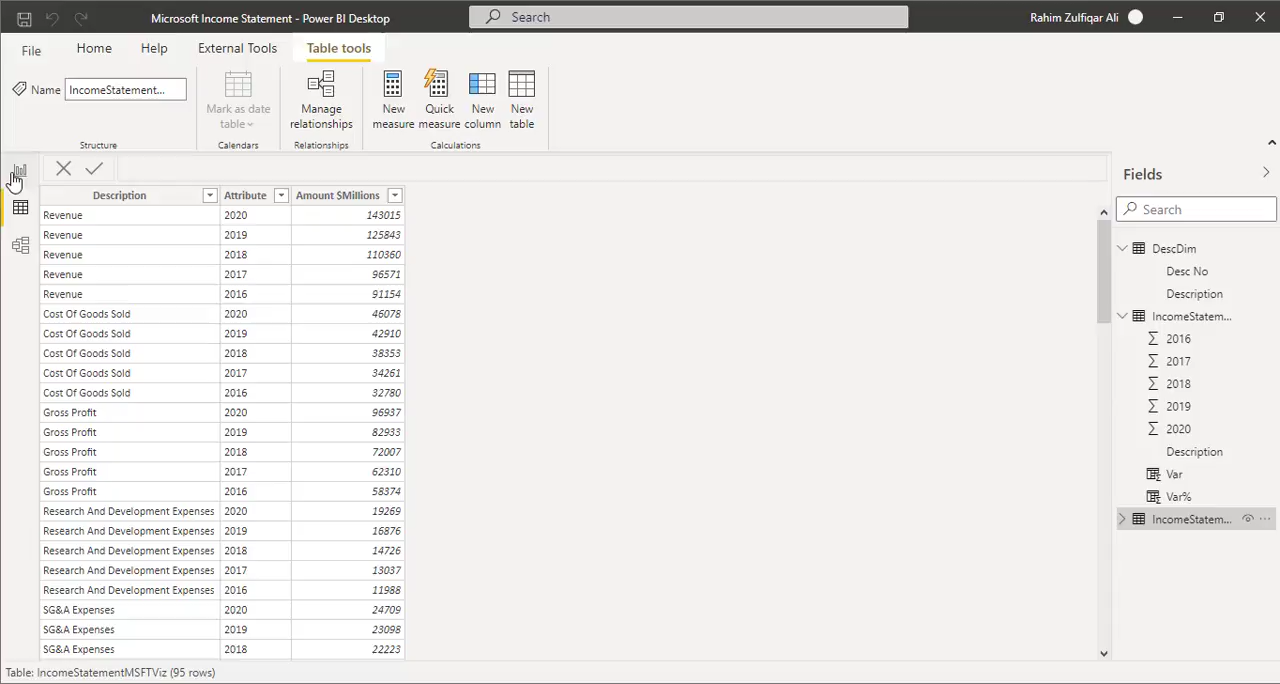 Microsoft Income Statement - Power BI Desktop
Search
Rahim Zulfiqar Ali
File
Home
Help
External Tools
Table tools
Name
IncomeStatement...
Mark as date
table
Manage
relationships
New
measure
Quick
measure
New
column
New
table
Structure
Calendars
Relationships
Calculations
Description Attribute Amount $Millions
Revenue 2020 143015
Revenue 2019 125843
Revenue 2018 110360
Revenue 2017 96571
Revenue 2016 91154
Cost Of Goods Sold 2020 46078
Cost Of Goods Sold 2019 42910
Cost Of Goods Sold 2018 38353
Cost Of Goods Sold 2017 34261
Cost Of Goods Sold 2016 32780
Gross Profit 2020 96937
Gross Profit 2019 82933
Gross Profit 2018 72007
Gross Profit 2017 62310
Gross Profit 2016 58374
Research And Development Expenses 2020 19269
Research And Development Expenses 2019 16876
Research And Development Expenses 2018 14726
Research And Development Expenses 2017 13037
Research And Development Expenses 2016 11988
SG&A Expenses 2020 24709
SG&A Expenses 2019 23098
SG&A Expenses 2018 22223
Fields
Search
DescDim
Desc No
Description
IncomeStatem...
2016
2017
2018
2019
2020
Description
Var
Var%
IncomeStatem...
Table: IncomeStatementMSFTViz (95 rows)